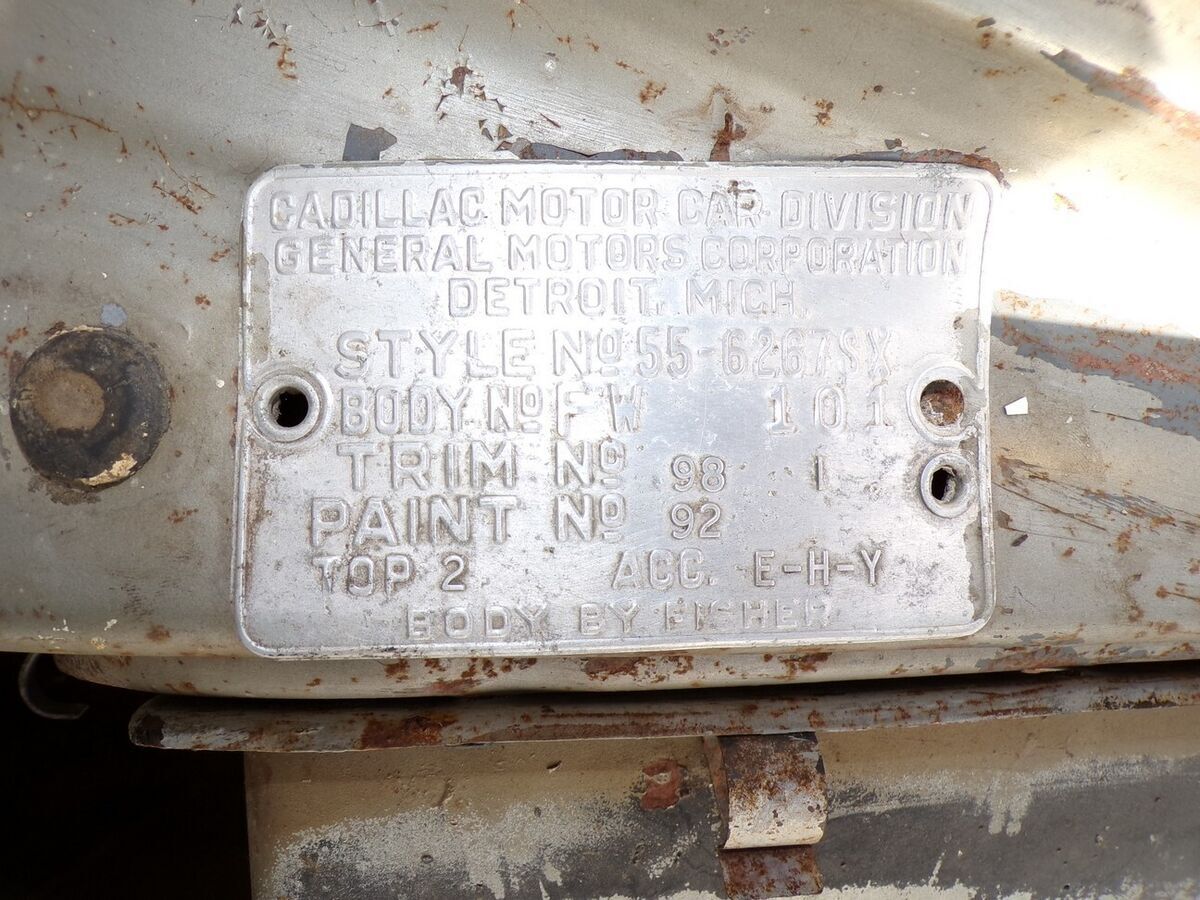 CADILLAC MOTOR CAR DIVISION
GENERAL MOTORS CORPORATION
DETROIT, MICH.
STYLE No 55-6267SX
BODY No FW 101
TRIM No 98 1
PAINT No 92
TOP 2 ACC. E-H-Y
BODY BY FISHER